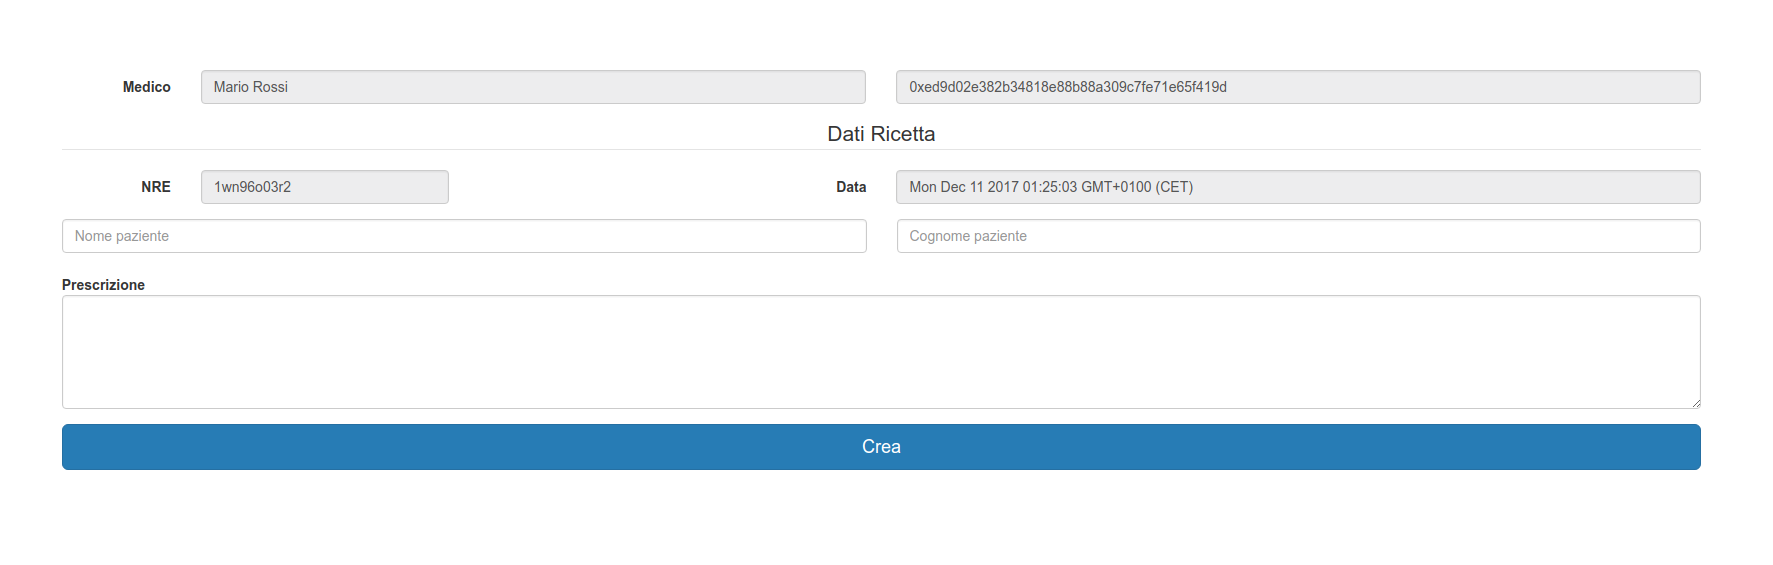 Medico Mario Rossi 0xed9d02e382b34818e88b88a309c7fe71e65f419d
Dati Ricetta
NRE 1wn96o03r2 Data Mon Dec 11 2017 01:25:03 GMT+0100 (CET)
Nome paziente Cognome paziente
Prescrizione
Crea